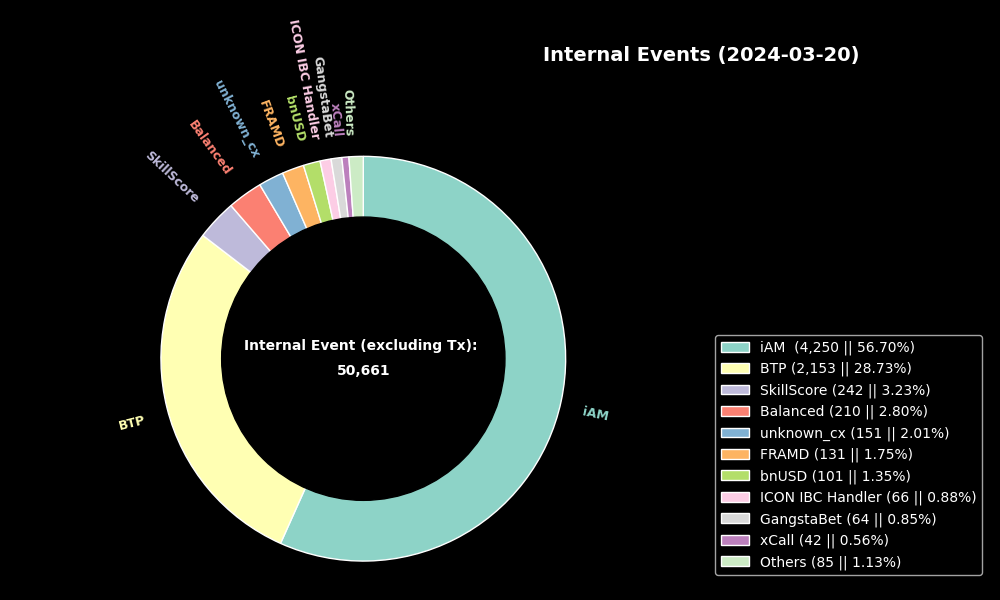 Internal Events (2024-03-20)
ICON IBC Handler
GangstaBet
xCall
Others
unknown_cx
FRAMD
bnUSD
Balanced
SkillScore
Internal Event (excluding Tx):
50,661
BTP
iAM
iAM  (4,250 || 56.70%)
BTP (2,153 || 28.73%)
SkillScore (242 || 3.23%)
Balanced (210 || 2.80%)
unknown_cx (151 || 2.01%)
FRAMD (131 || 1.75%)
bnUSD (101 || 1.35%)
ICON IBC Handler (66 || 0.88%)
GangstaBet (64 || 0.85%)
xCall (42 || 0.56%)
Others (85 || 1.13%)